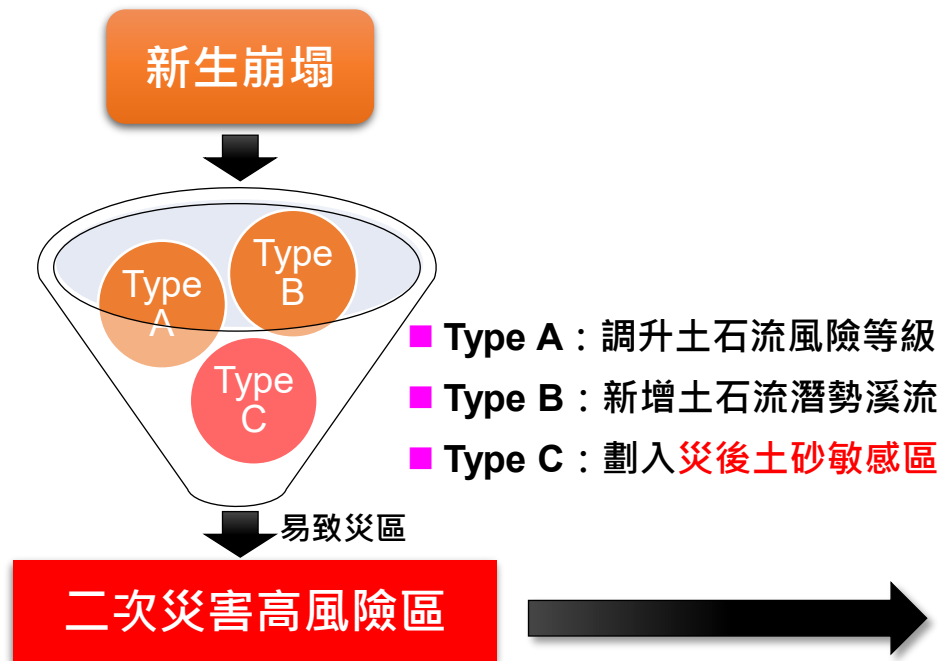 新生崩塌
Type
A
Type
B
Type
C
Type A：調升土石流風險等級
Type B：新增土石流潛勢溪流
Type C：劃入災後土砂敏感區
易致災區
二次災害高風險區